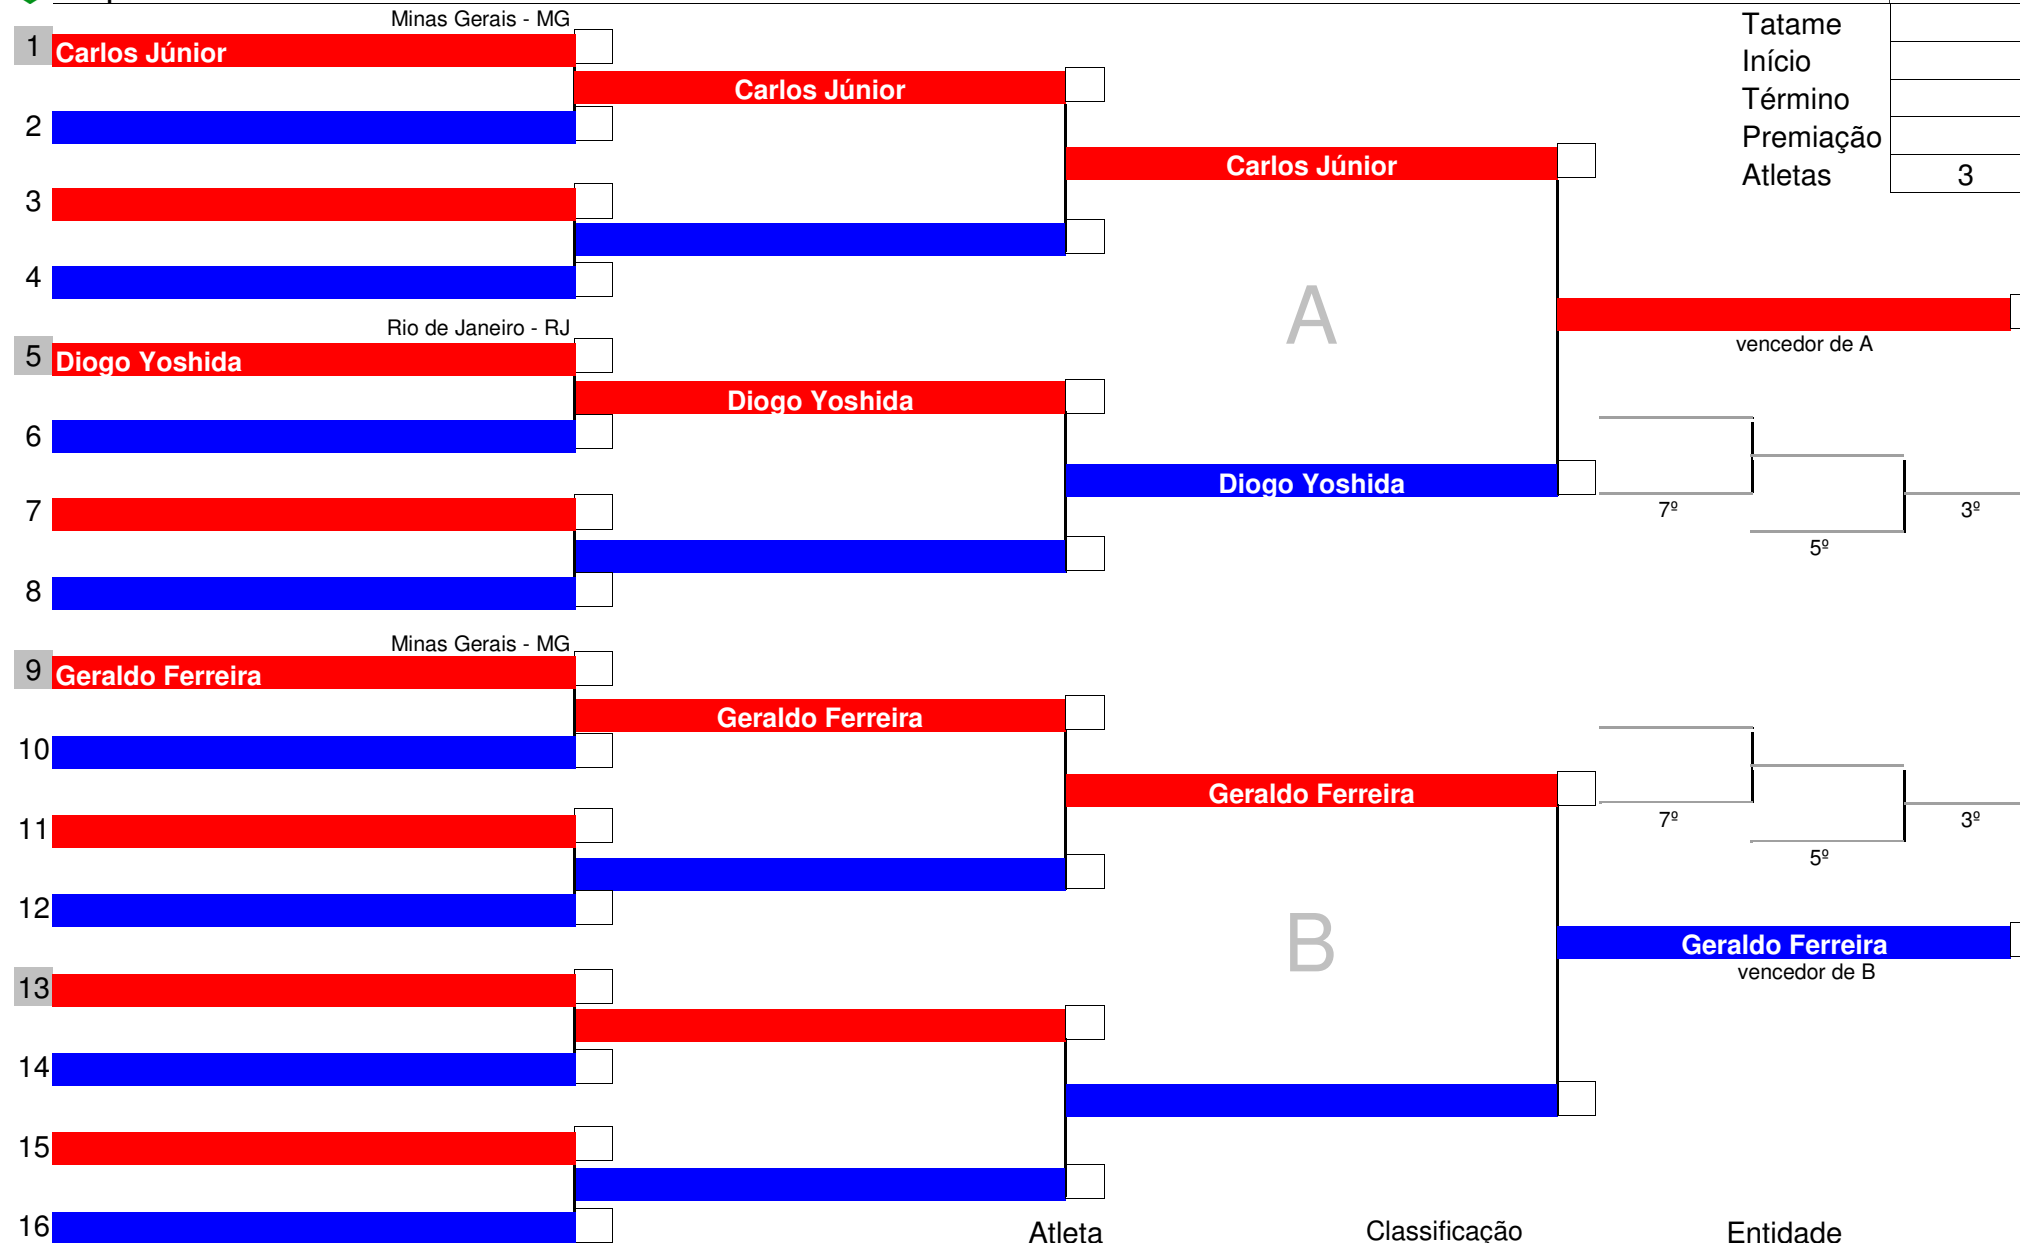 Minas Gerais - MG
1 Carlos Júnior
Carlos Júnior
2
Carlos Júnior
3
4
Tatame
Início
Término
Premiação
Atletas 3
A
Rio de Janeiro - RJ
5 Diogo Yoshida
vencedor de A
Diogo Yoshida
6
Diogo Yoshida
7
7º
3º
5º
8
Minas Gerais - MG
9 Geraldo Ferreira
Geraldo Ferreira
10
Geraldo Ferreira
11
7º
3º
5º
12
B
Geraldo Ferreira
vencedor de B
13
14
15
16
Atleta Classificação Entidade